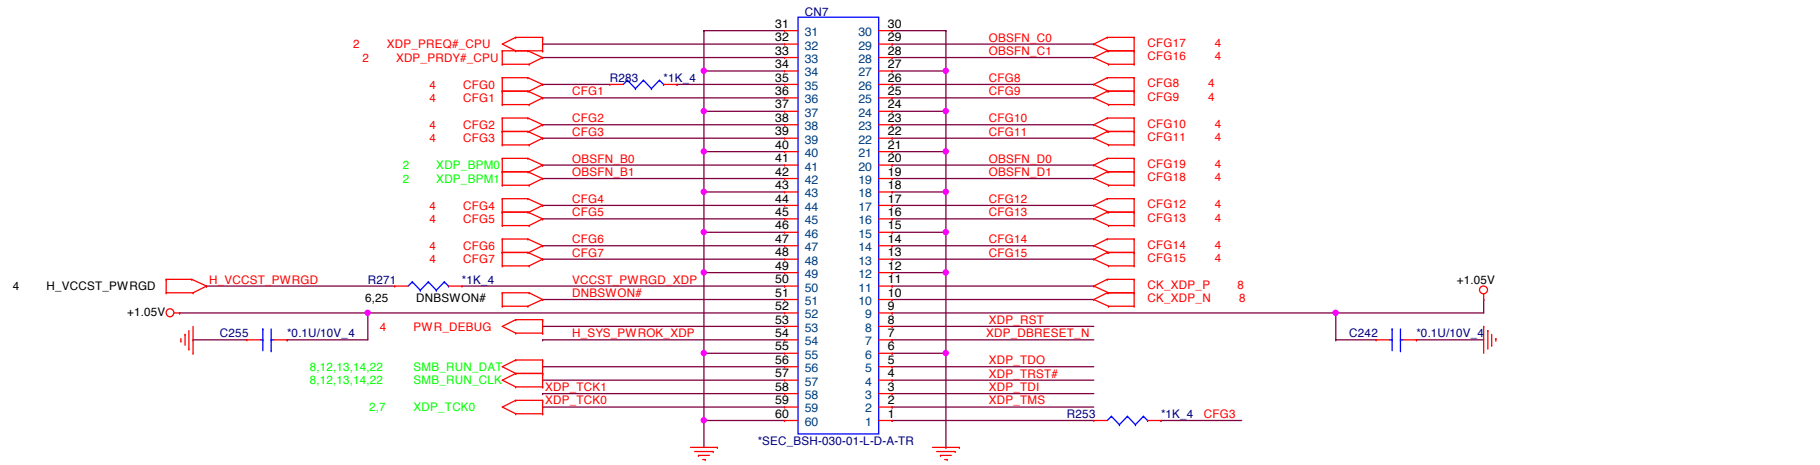 CN7
31 31 30 30
2 XDP_PREQ#_CPU 32 32 29 29 OBSFN_C0 CFG17 4
2 XDP_PRDY#_CPU 33 33 28 28 OBSFN_C1 CFG16 4
34 34 27 27
4 CFG0 R283 *1K_4 35 35 26 26 CFG8 CFG8 4
4 CFG1 CFG1 36 36 25 25 CFG9 CFG9 4
37 37 24 24
4 CFG2 CFG2 38 38 23 23 CFG10 CFG10 4
4 CFG3 CFG3 39 39 22 22 CFG11 CFG11 4
40 40 21 21
2 XDP_BPM0 OBSFN_B0 41 41 20 20 OBSFN_D0 CFG19 4
2 XDP_BPM1 OBSFN_B1 42 42 19 19 OBSFN_D1 CFG18 4
43 43 18 18
4 CFG4 CFG4 44 44 17 17 CFG12 CFG12 4
4 CFG5 CFG5 45 45 16 16 CFG13 CFG13 4
46 46 15 15
4 CFG6 CFG6 47 47 14 14 CFG14 CFG14 4
4 CFG7 CFG7 48 48 13 13 CFG15 CFG15 4
49 49 12 12
4 H_VCCST_PWRGD H_VCCST_PWRGD R271 *1K_4 VCCST_PWRGD_XDP 50 50 11 11 CK_XDP_P 8 +1.05V
6,25 DNBSWON# DNBSWON# 51 51 10 10 CK_XDP_N 8
+1.05V 52 52 9 9
4 PWR_DEBUG 53 53 8 8 XDP_RST
C255 *0.1U/10V_4 H_SYS_PWROK_XDP 54 54 7 7 XDP_DBRESET_N C242 *0.1U/10V_4
55 55 6 6
8,12,13,14,22 SMB_RUN_DAT 56 56 5 5 XDP_TDO
8,12,13,14,22 SMB_RUN_CLK 57 57 4 4 XDP_TRST#
XDP_TCK1 58 58 3 3 XDP_TDI
2,7 XDP_TCK0 XDP_TCK0 59 59 2 2 XDP_TMS
60 60 1 1 R253 *1K_4 CFG3
*SEC_BSH-030-01-L-D-A-TR